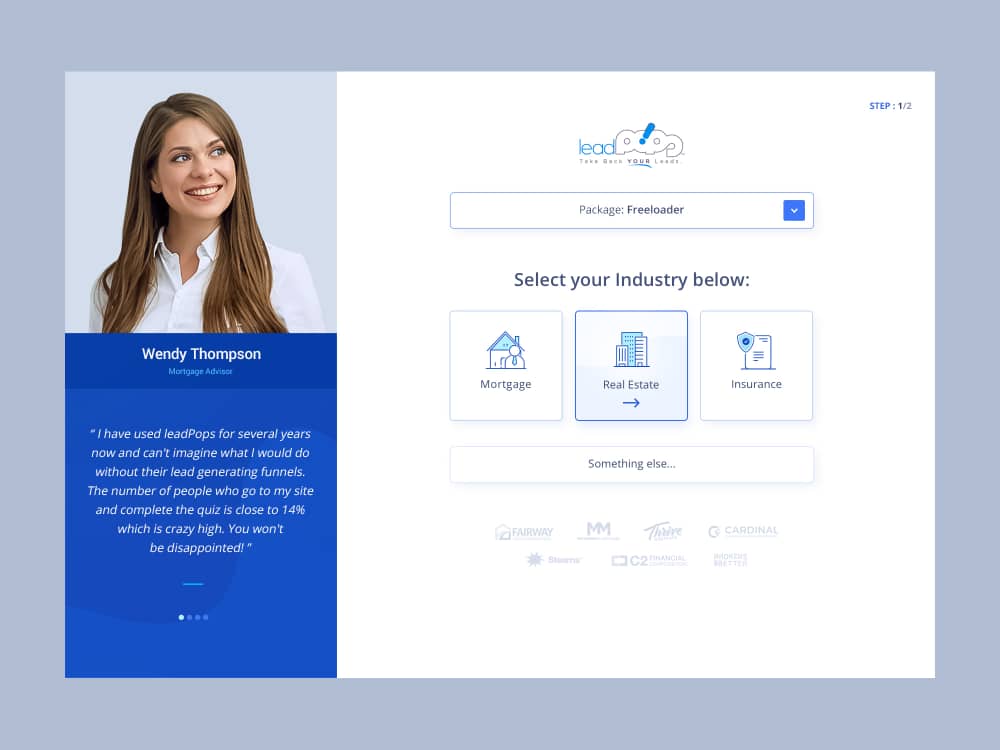 Wendy Thompson
Mortgage Advisor
“ I have used leadPops for several years
now and can't imagine what I would do
without their lead generating funnels.
The number of people who go to my site
and complete the quiz is close to 14%
which is crazy high. You won't
be disappointed! ”
STEP : 1/2
leadPops
Take Back YOUR Leads.
Package: Freeloader
Select your Industry below:
Mortgage
Real Estate
Insurance
Something else...
FAIRWAY
MM
Thrive
CARDINAL
Stearns
C2 FINANCIAL
CORPORATION
BROKERS
BETTER